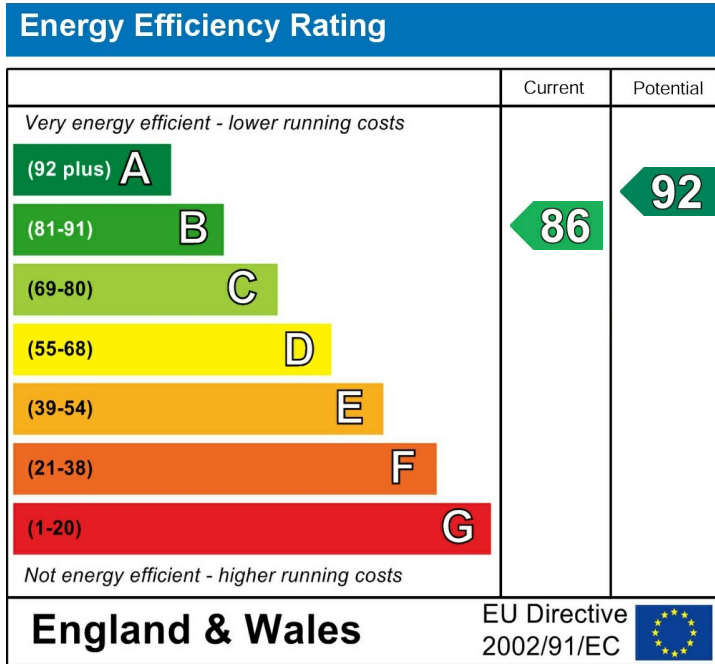 Energy Efficiency Rating
Current Potential
Very energy efficient - lower running costs
(92 plus) A
92
(81-91) B
86
(69-80) C
(55-68) D
(39-54) E
(21-38) F
(1-20) G
Not energy efficient - higher running costs
England & Wales
EU Directive
2002/91/EC